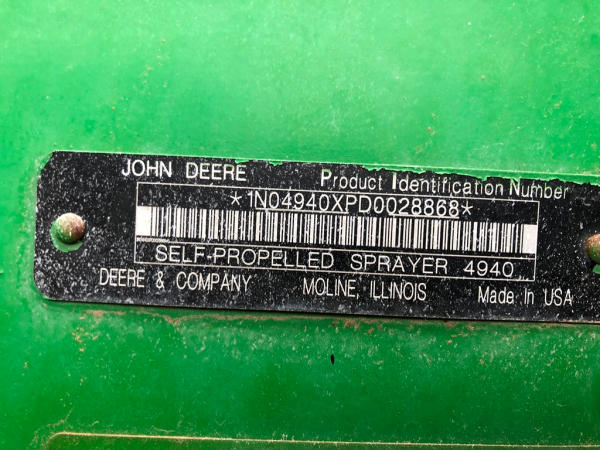 JOHN DEERE
Product Identification Number
*1N04940XPD0028868*
SELF-PROPELLED SPRAYER 4940
DEERE & COMPANY MOLINE, ILLINOIS Made In USA